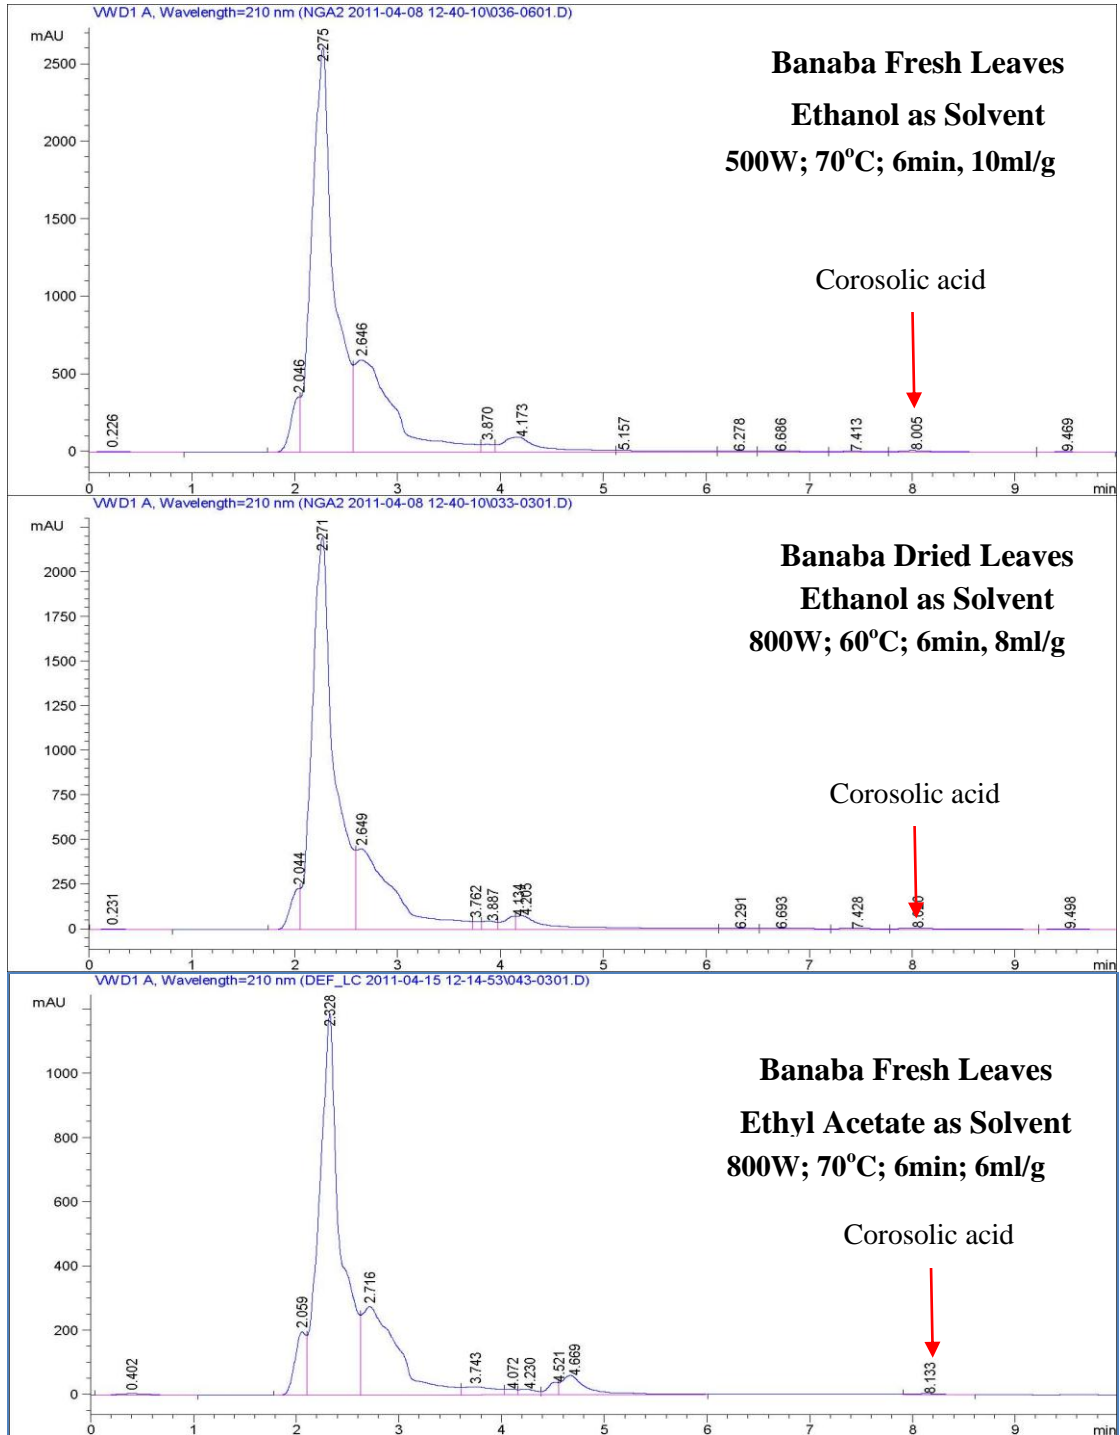 VWD1 A, Wavelength=210 nm (NGA2 2011-04-08 12-40-10\036-0601.D)
mAU
2500
2000
1500
1000
500
0
Banaba Fresh Leaves
Ethanol as Solvent
500W; 70°C; 6min, 10ml/g
Corosolic acid
0.226
2.046
2.275
2.646
3.870
4.173
5.157
6.278
6.686
7.413
8.005
9.469
0 1 2 3 4 5 6 7 8 9 min
VWD1 A, Wavelength=210 nm (NGA2 2011-04-08 12-40-10\033-0301.D)
mAU
2000
1750
1500
1250
1000
750
500
250
0
Banaba Dried Leaves
Ethanol as Solvent
800W; 60°C; 6min, 8ml/g
Corosolic acid
0.231
2.044
2.271
2.649
3.762
3.887
4.134
4.205
6.291
6.693
7.428
9.498
0 1 2 3 4 5 6 7 8 9 min
VWD1 A, Wavelength=210 nm (DEF_LC 2011-04-15 12-14-53\043-0301.D)
mAU
1000
800
600
400
200
0
Banaba Fresh Leaves
Ethyl Acetate as Solvent
800W; 70°C; 6min; 6ml/g
Corosolic acid
0.402
2.059
2.328
2.716
3.743
4.072
4.230
4.521
4.669
8.133
0 1 2 3 4 5 6 7 8 9 min